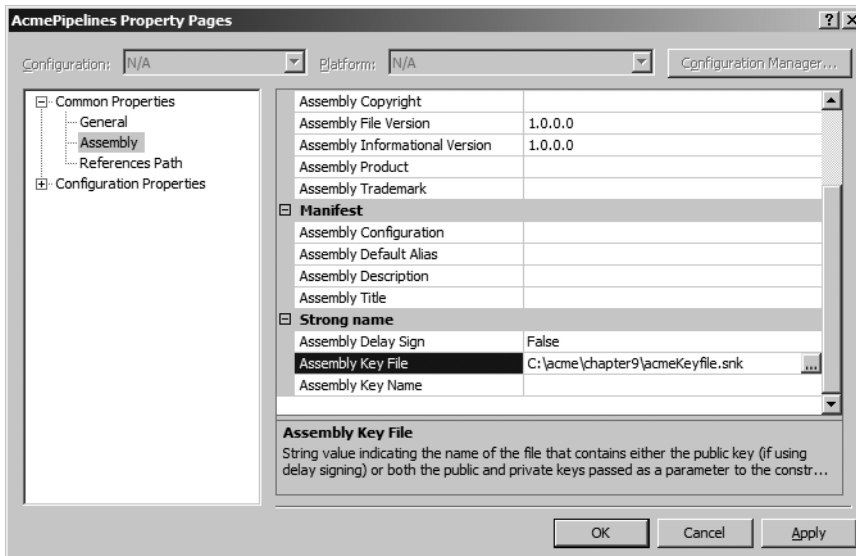 AcmePipelines Property Pages
Configuration: N/A Platform: N/A Configuration Manager...
Common Properties
General
Assembly
References Path
Configuration Properties
Assembly Copyright
Assembly File Version 1.0.0.0
Assembly Informational Version 1.0.0.0
Assembly Product
Assembly Trademark
Manifest
Assembly Configuration
Assembly Default Alias
Assembly Description
Assembly Title
Strong name
Assembly Delay Sign False
Assembly Key File C:\acme\chapter9\acmeKeyfile.snk ...
Assembly Key Name
Assembly Key File
String value indicating the name of the file that contains either the public key (if using
delay signing) or both the public and private keys passed as a parameter to the constr...
OK Cancel Apply